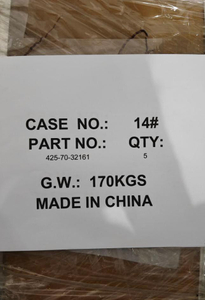 CASE NO.: 14#
PART NO.: QTY:
425-70-32161 5
G.W.: 170KGS
MADE IN CHINA